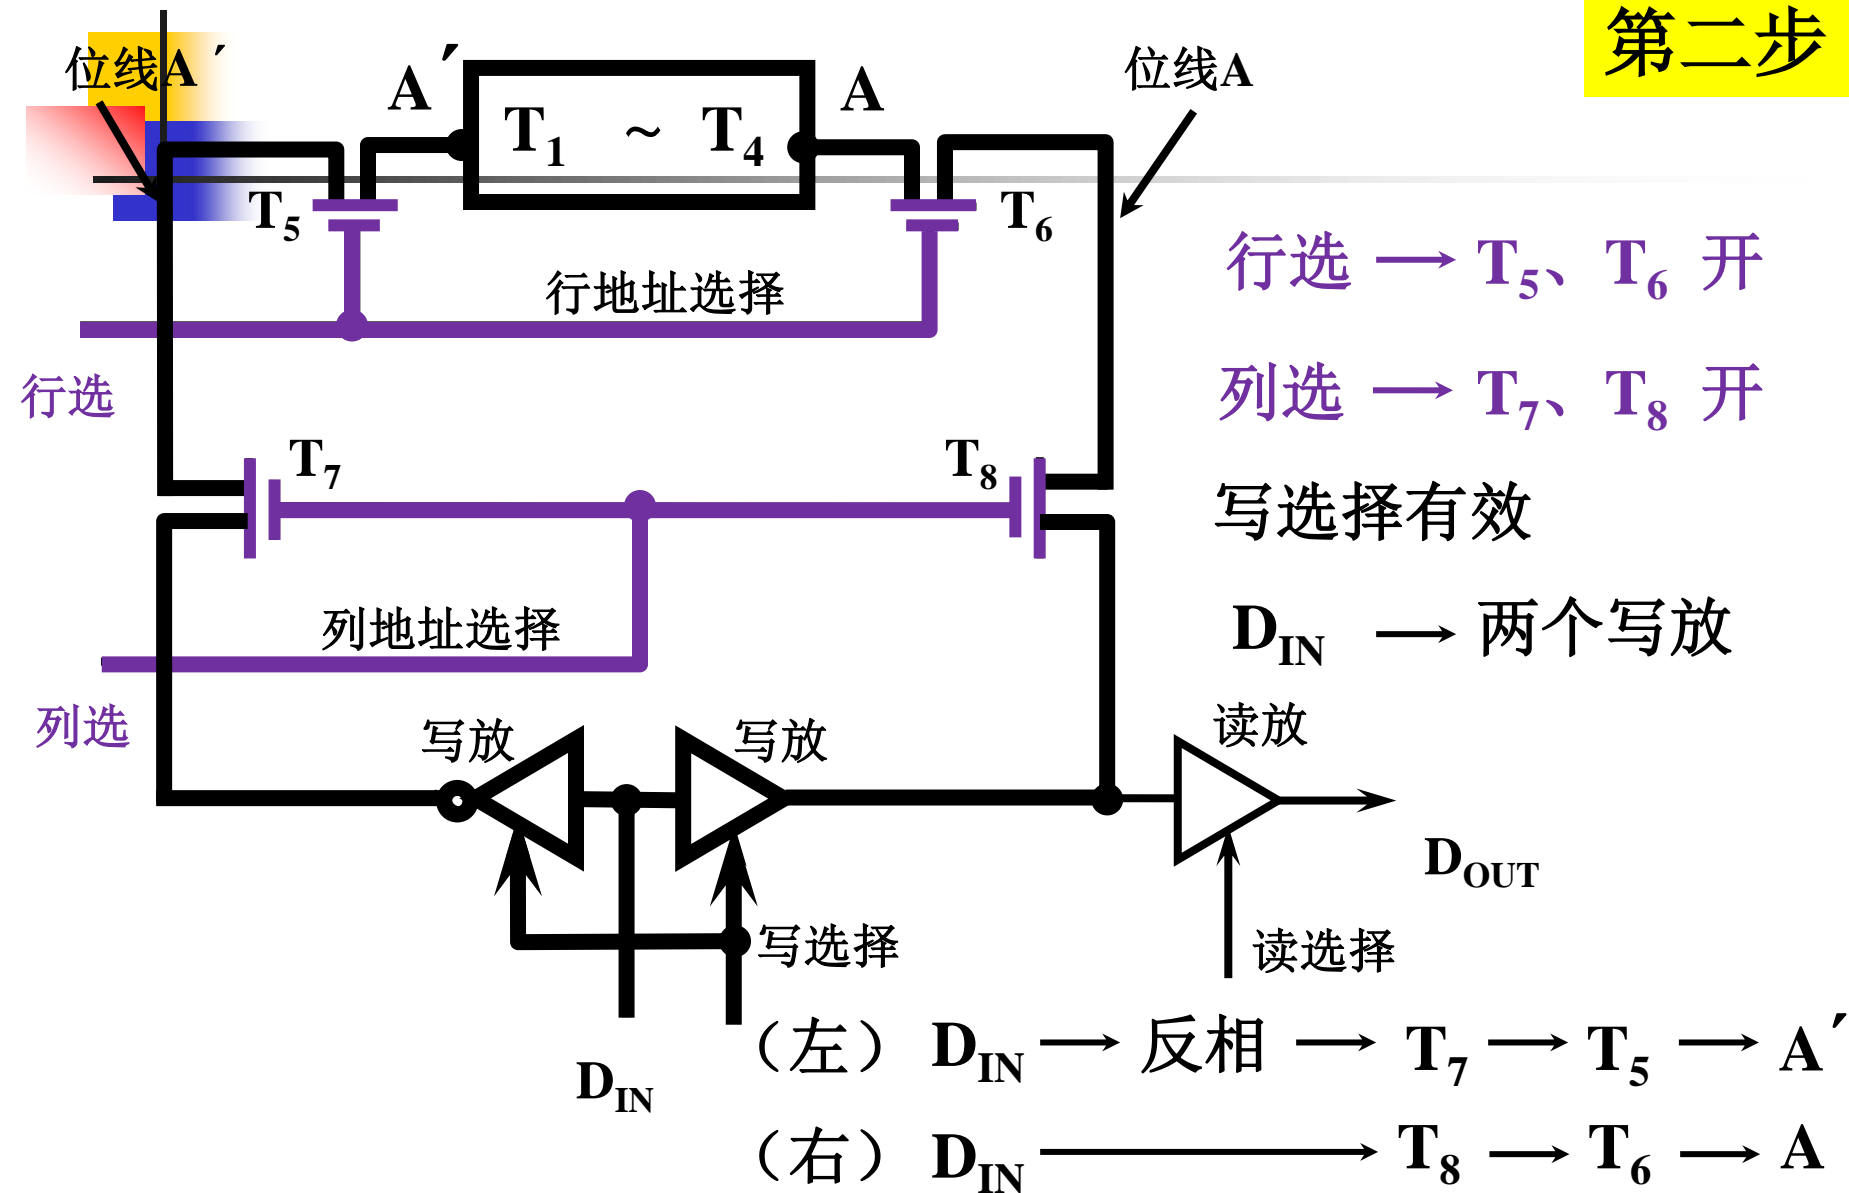 第二步
位线A′
A′
T1 ~ T4
A
位线A
T5
T6
行地址选择
行选 → T5、T6 开
行选
列选 → T7、T8 开
T7
T8
写选择有效
列地址选择
DIN → 两个写放
列选
写放
写放
读放
DOUT
写选择
读选择
DIN
(左) DIN → 反相 → T7 → T5 → A′
(右) DIN → T8 → T6 → A